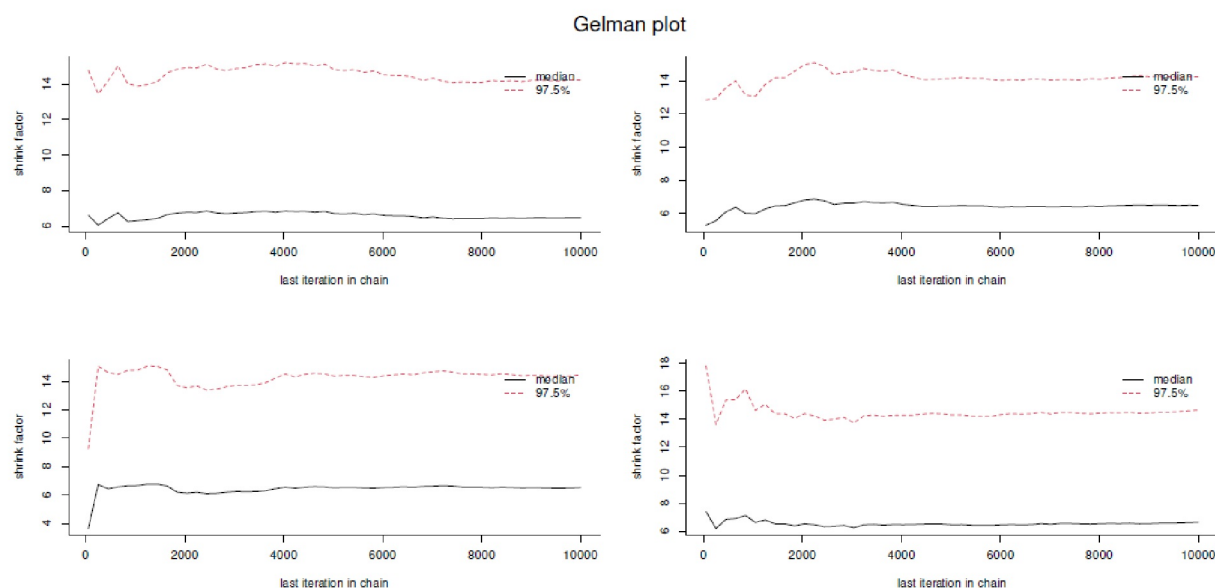 Gelman plot
shrink factor
6 8 10 12 14
median
97.5%
0 2000 4000 6000 8000 10000
last iteration in chain
shrink factor
6 8 10 12 14
median
97.5%
0 2000 4000 6000 8000 10000
last iteration in chain
shrink factor
4 6 8 10 12 14
median
97.5%
0 2000 4000 6000 8000 10000
last iteration in chain
shrink factor
6 8 10 12 14 16 18
median
97.5%
0 2000 4000 6000 8000 10000
last iteration in chain